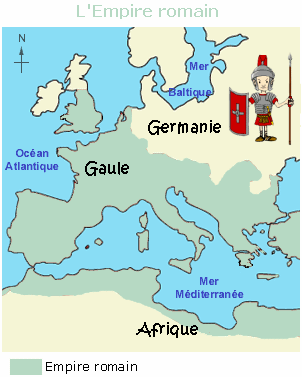 L'Empire romain
N
Mer
Baltique
Germanie
Océan
Atlantique
Gaule
Mer
Méditerranée
Afrique
Empire romain